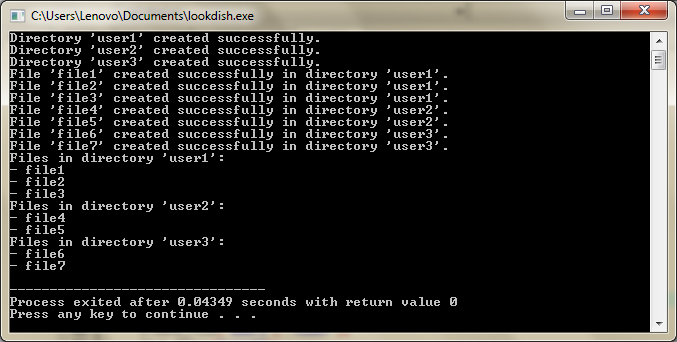 C:\Users\Lenovo\Documents\lookdish.exe
Directory 'user1' created successfully.
Directory 'user2' created successfully.
Directory 'user3' created successfully.
File 'file1' created successfully in directory 'user1'.
File 'file2' created successfully in directory 'user1'.
File 'file3' created successfully in directory 'user1'.
File 'file4' created successfully in directory 'user2'.
File 'file5' created successfully in directory 'user2'.
File 'file6' created successfully in directory 'user3'.
File 'file7' created successfully in directory 'user3'.
Files in directory 'user1':
- file1
- file2
- file3
Files in directory 'user2':
- file4
- file5
Files in directory 'user3':
- file6
- file7
--------------------------------
Process exited after 0.04349 seconds with return value 0
Press any key to continue . . .